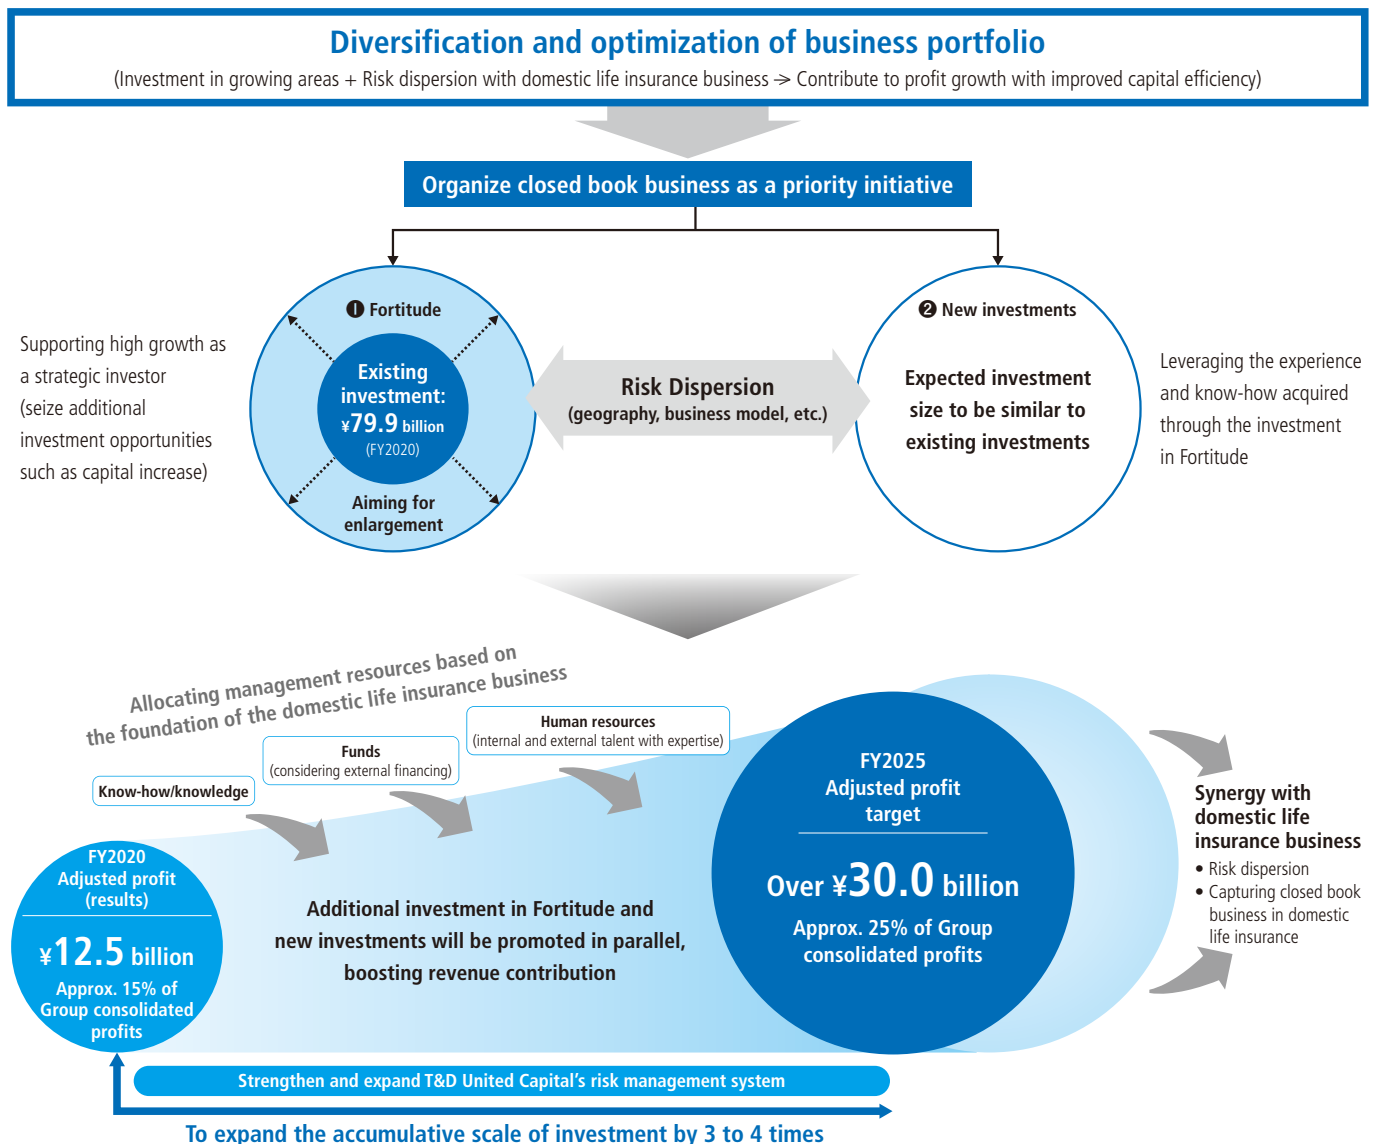 Diversification and optimization of business portfolio
(Investment in growing areas + Risk dispersion with domestic life insurance business → Contribute to profit growth with improved capital efficiency)
Organize closed book business as a priority initiative
Supporting high growth as
a strategic investor
(seize additional
investment opportunities
such as capital increase)
❶ Fortitude
Existing
investment:
¥79.9 billion
(FY2020)
Aiming for
enlargement
Risk Dispersion
(geography, business model, etc.)
❷ New investments
Expected investment
size to be similar to
existing investments
Leveraging the experience
and know-how acquired
through the investment
in Fortitude
Allocating management resources based on
the foundation of the domestic life insurance business
Know-how/knowledge
Funds
(considering external financing)
Human resources
(internal and external talent with expertise)
FY2020
Adjusted profit
(results)
¥12.5 billion
Approx. 15% of
Group consolidated
profits
Additional investment in Fortitude and
new investments will be promoted in parallel,
boosting revenue contribution
FY2025
Adjusted profit
target
Over ¥30.0 billion
Approx. 25% of Group
consolidated profits
Synergy with
domestic life
insurance business
• Risk dispersion
• Capturing closed book
business in domestic
life insurance
Strengthen and expand T&D United Capital's risk management system
To expand the accumulative scale of investment by 3 to 4 times